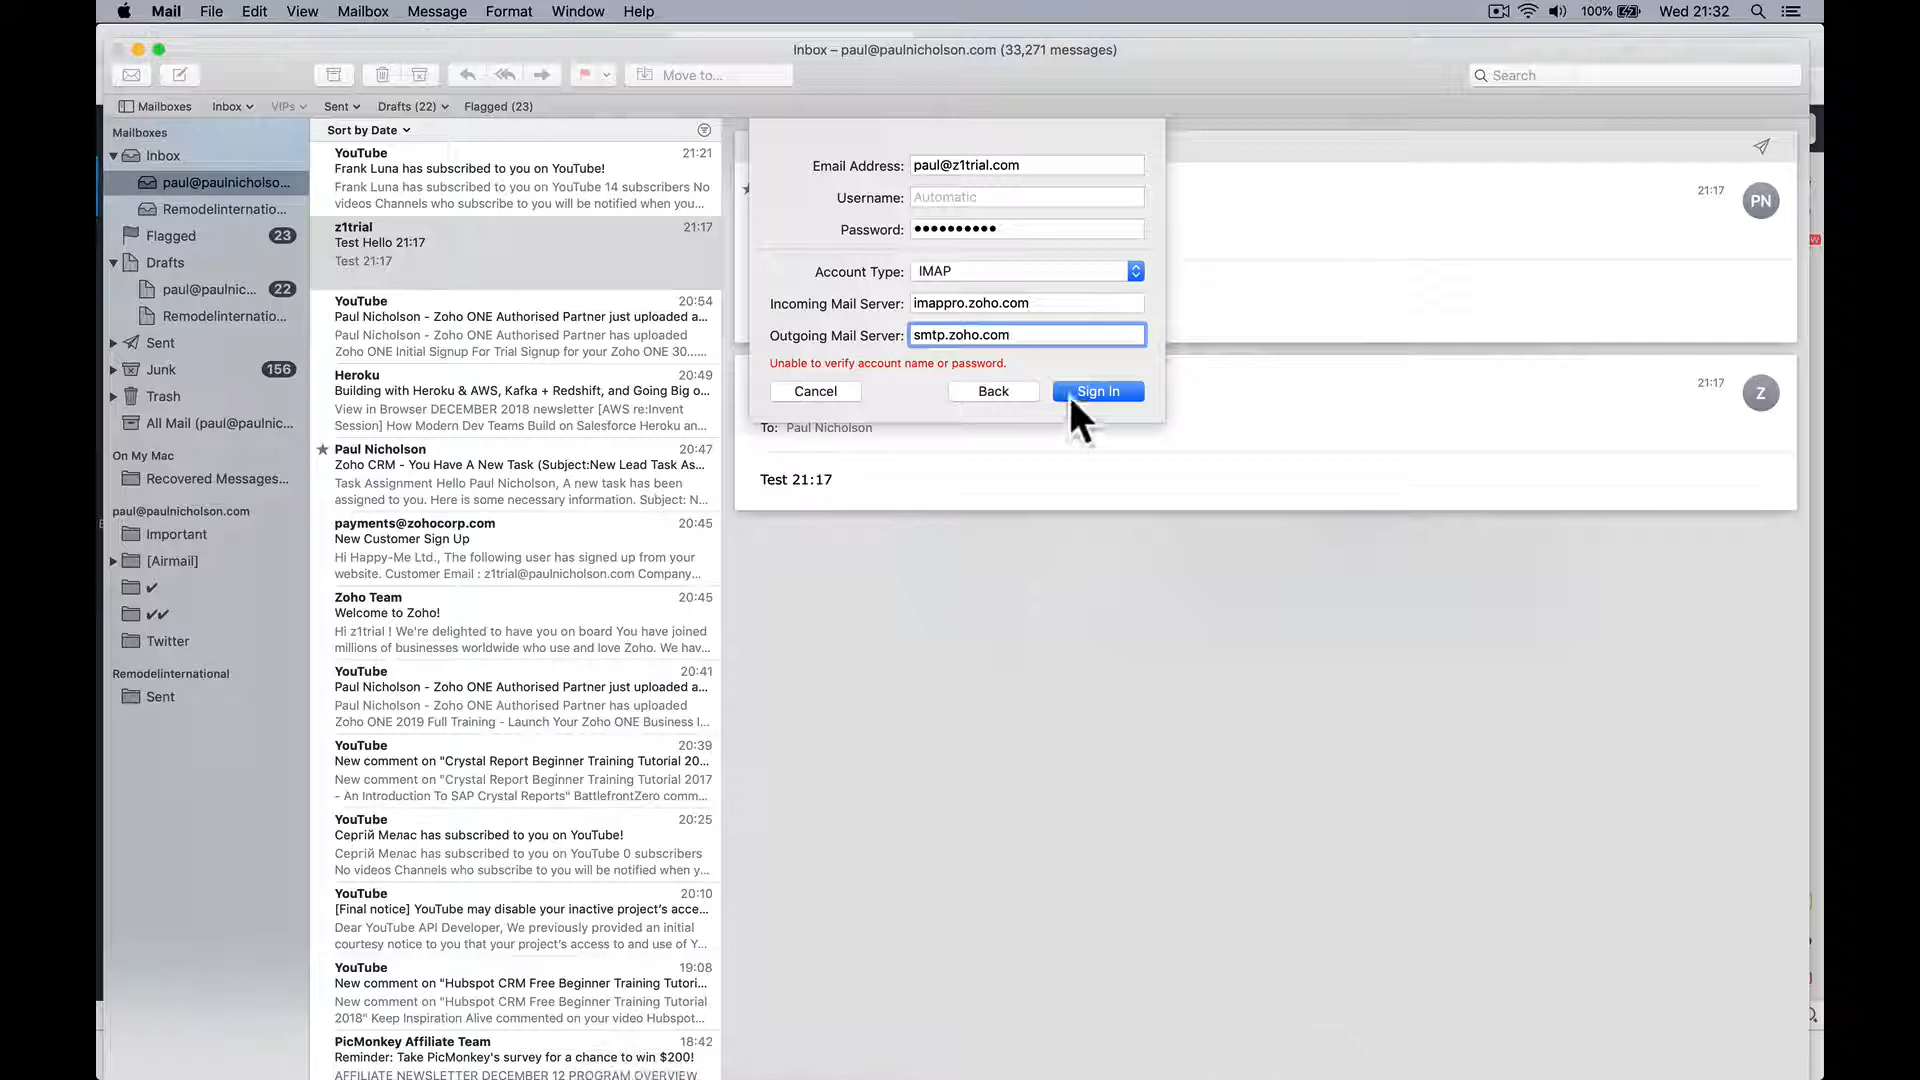 Mail File Edit View Mailbox Message Format Window Help
100% Wed 21:32
Inbox – paul@paulnicholson.com (33,271 messages)
Move to...
Search
Mailboxes Inbox VIPs Sent Drafts (22) Flagged (23)
Mailboxes
Inbox
paul@paulnicholso...
Remodelinternatio...
Flagged 23
Drafts
paul@paulnic... 22
Remodelinternatio...
Sent
Junk 156
Trash
All Mail (paul@paulnic...
On My Mac
Recovered Messages...
paul@paulnicholson.com
Important
[Airmail]
✔
✔✔
Twitter
Remodelinternational
Sent
Sort by Date
YouTube 21:21
Frank Luna has subscribed to you on YouTube!
Frank Luna has subscribed to you on YouTube 14 subscribers No
videos Channels who subscribe to you will be notified when you...
z1trial 21:17
Test Hello 21:17
Test 21:17
YouTube 20:54
Paul Nicholson - Zoho ONE Authorised Partner just uploaded a...
Paul Nicholson - Zoho ONE Authorised Partner has uploaded
Zoho ONE Initial Signup For Trial Signup for your Zoho ONE 30.....
Heroku 20:49
Building with Heroku & AWS, Kafka + Redshift, and Going Big o...
View in Browser DECEMBER 2018 newsletter [AWS re:Invent
Session] How Modern Dev Teams Build on Salesforce Heroku an...
Paul Nicholson 20:47
Zoho CRM - You Have A New Task (Subject:New Lead Task As...
Task Assignment Hello Paul Nicholson, A new task has been
assigned to you. Here is some necessary information. Subject: N...
payments@zohocorp.com 20:45
New Customer Sign Up
Hi Happy-Me Ltd., The following user has signed up from your
website. Customer Email : z1trial@paulnicholson.com Company...
Zoho Team 20:45
Welcome to Zoho!
Hi z1trial ! We're delighted to have you on board You have joined
millions of businesses worldwide who use and love Zoho. We hav...
YouTube 20:41
Paul Nicholson - Zoho ONE Authorised Partner just uploaded a...
Paul Nicholson - Zoho ONE Authorised Partner has uploaded
Zoho ONE 2019 Full Training - Launch Your Zoho ONE Business I...
YouTube 20:39
New comment on "Crystal Report Beginner Training Tutorial 20...
New comment on "Crystal Report Beginner Training Tutorial 2017
- An Introduction To SAP Crystal Reports" BattlefrontZero comm...
YouTube 20:25
Сергій Мелас has subscribed to you on YouTube!
Сергій Мелас has subscribed to you on YouTube 0 subscribers
No videos Channels who subscribe to you will be notified when y...
YouTube 20:10
[Final notice] YouTube may disable your inactive project's acce...
Dear YouTube API Developer, We previously provided an initial
courtesy notice to you that your project's access to and use of Y...
YouTube 19:08
New comment on "Hubspot CRM Free Beginner Training Tutori...
New comment on "Hubspot CRM Free Beginner Training Tutorial
2018" Keep Inspiration Alive commented on your video Hubspot...
PicMonkey Affiliate Team 18:42
Reminder: Take PicMonkey's survey for a chance to win $200!
AFFILIATE NEWSLETTER DECEMBER 12 PROGRAM OVERVIEW
Email Address: paul@z1trial.com
Username: Automatic
Password: ••••••••••
Account Type: IMAP
Incoming Mail Server: imappro.zoho.com
Outgoing Mail Server: smtp.zoho.com
Unable to verify account name or password.
Cancel Back Sign In
21:17 PN
21:17 Z
To: Paul Nicholson
Test 21:17